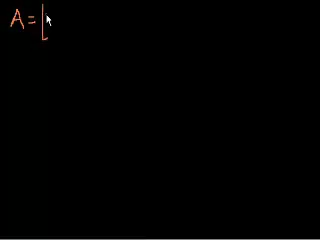 A = [